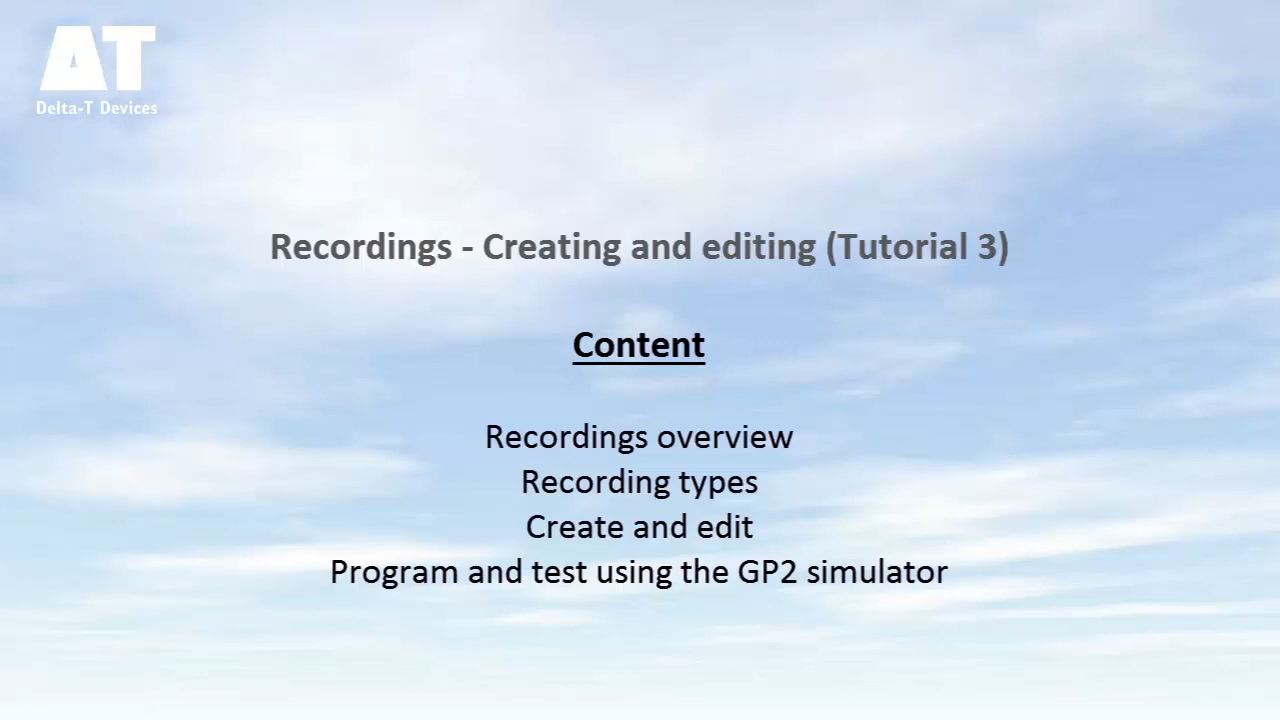 AT
Delta-T Devices
Recordings - Creating and editing (Tutorial 3)
Content
Recordings overview
Recording types
Create and edit
Program and test using the GP2 simulator